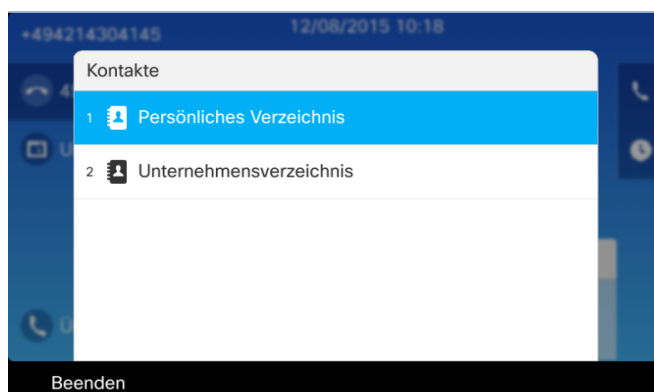 +494214304145 12/08/2015 10:18
Kontakte
1 Persönliches Verzeichnis
2 Unternehmensverzeichnis
Beenden